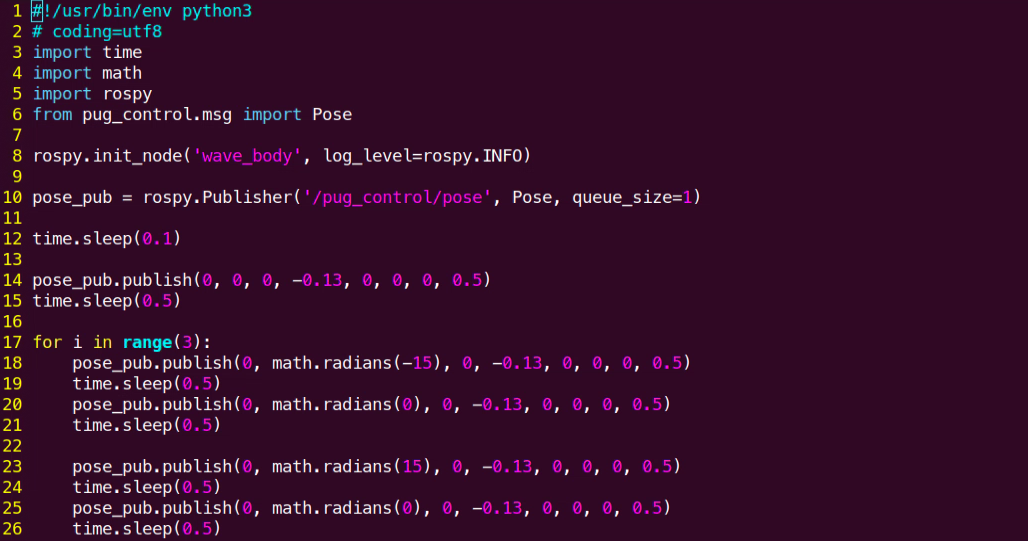 1 #!/usr/bin/env python3
2 # coding=utf8
3 import time
4 import math
5 import rospy
6 from pug_control.msg import Pose
7
8 rospy.init_node('wave_body', log_level=rospy.INFO)
9
10 pose_pub = rospy.Publisher('/pug_control/pose', Pose, queue_size=1)
11
12 time.sleep(0.1)
13
14 pose_pub.publish(0, 0, 0, -0.13, 0, 0, 0, 0.5)
15 time.sleep(0.5)
16
17 for i in range(3):
18     pose_pub.publish(0, math.radians(-15), 0, -0.13, 0, 0, 0, 0.5)
19     time.sleep(0.5)
20     pose_pub.publish(0, math.radians(0), 0, -0.13, 0, 0, 0, 0.5)
21     time.sleep(0.5)
22
23     pose_pub.publish(0, math.radians(15), 0, -0.13, 0, 0, 0, 0.5)
24     time.sleep(0.5)
25     pose_pub.publish(0, math.radians(0), 0, -0.13, 0, 0, 0, 0.5)
26     time.sleep(0.5)